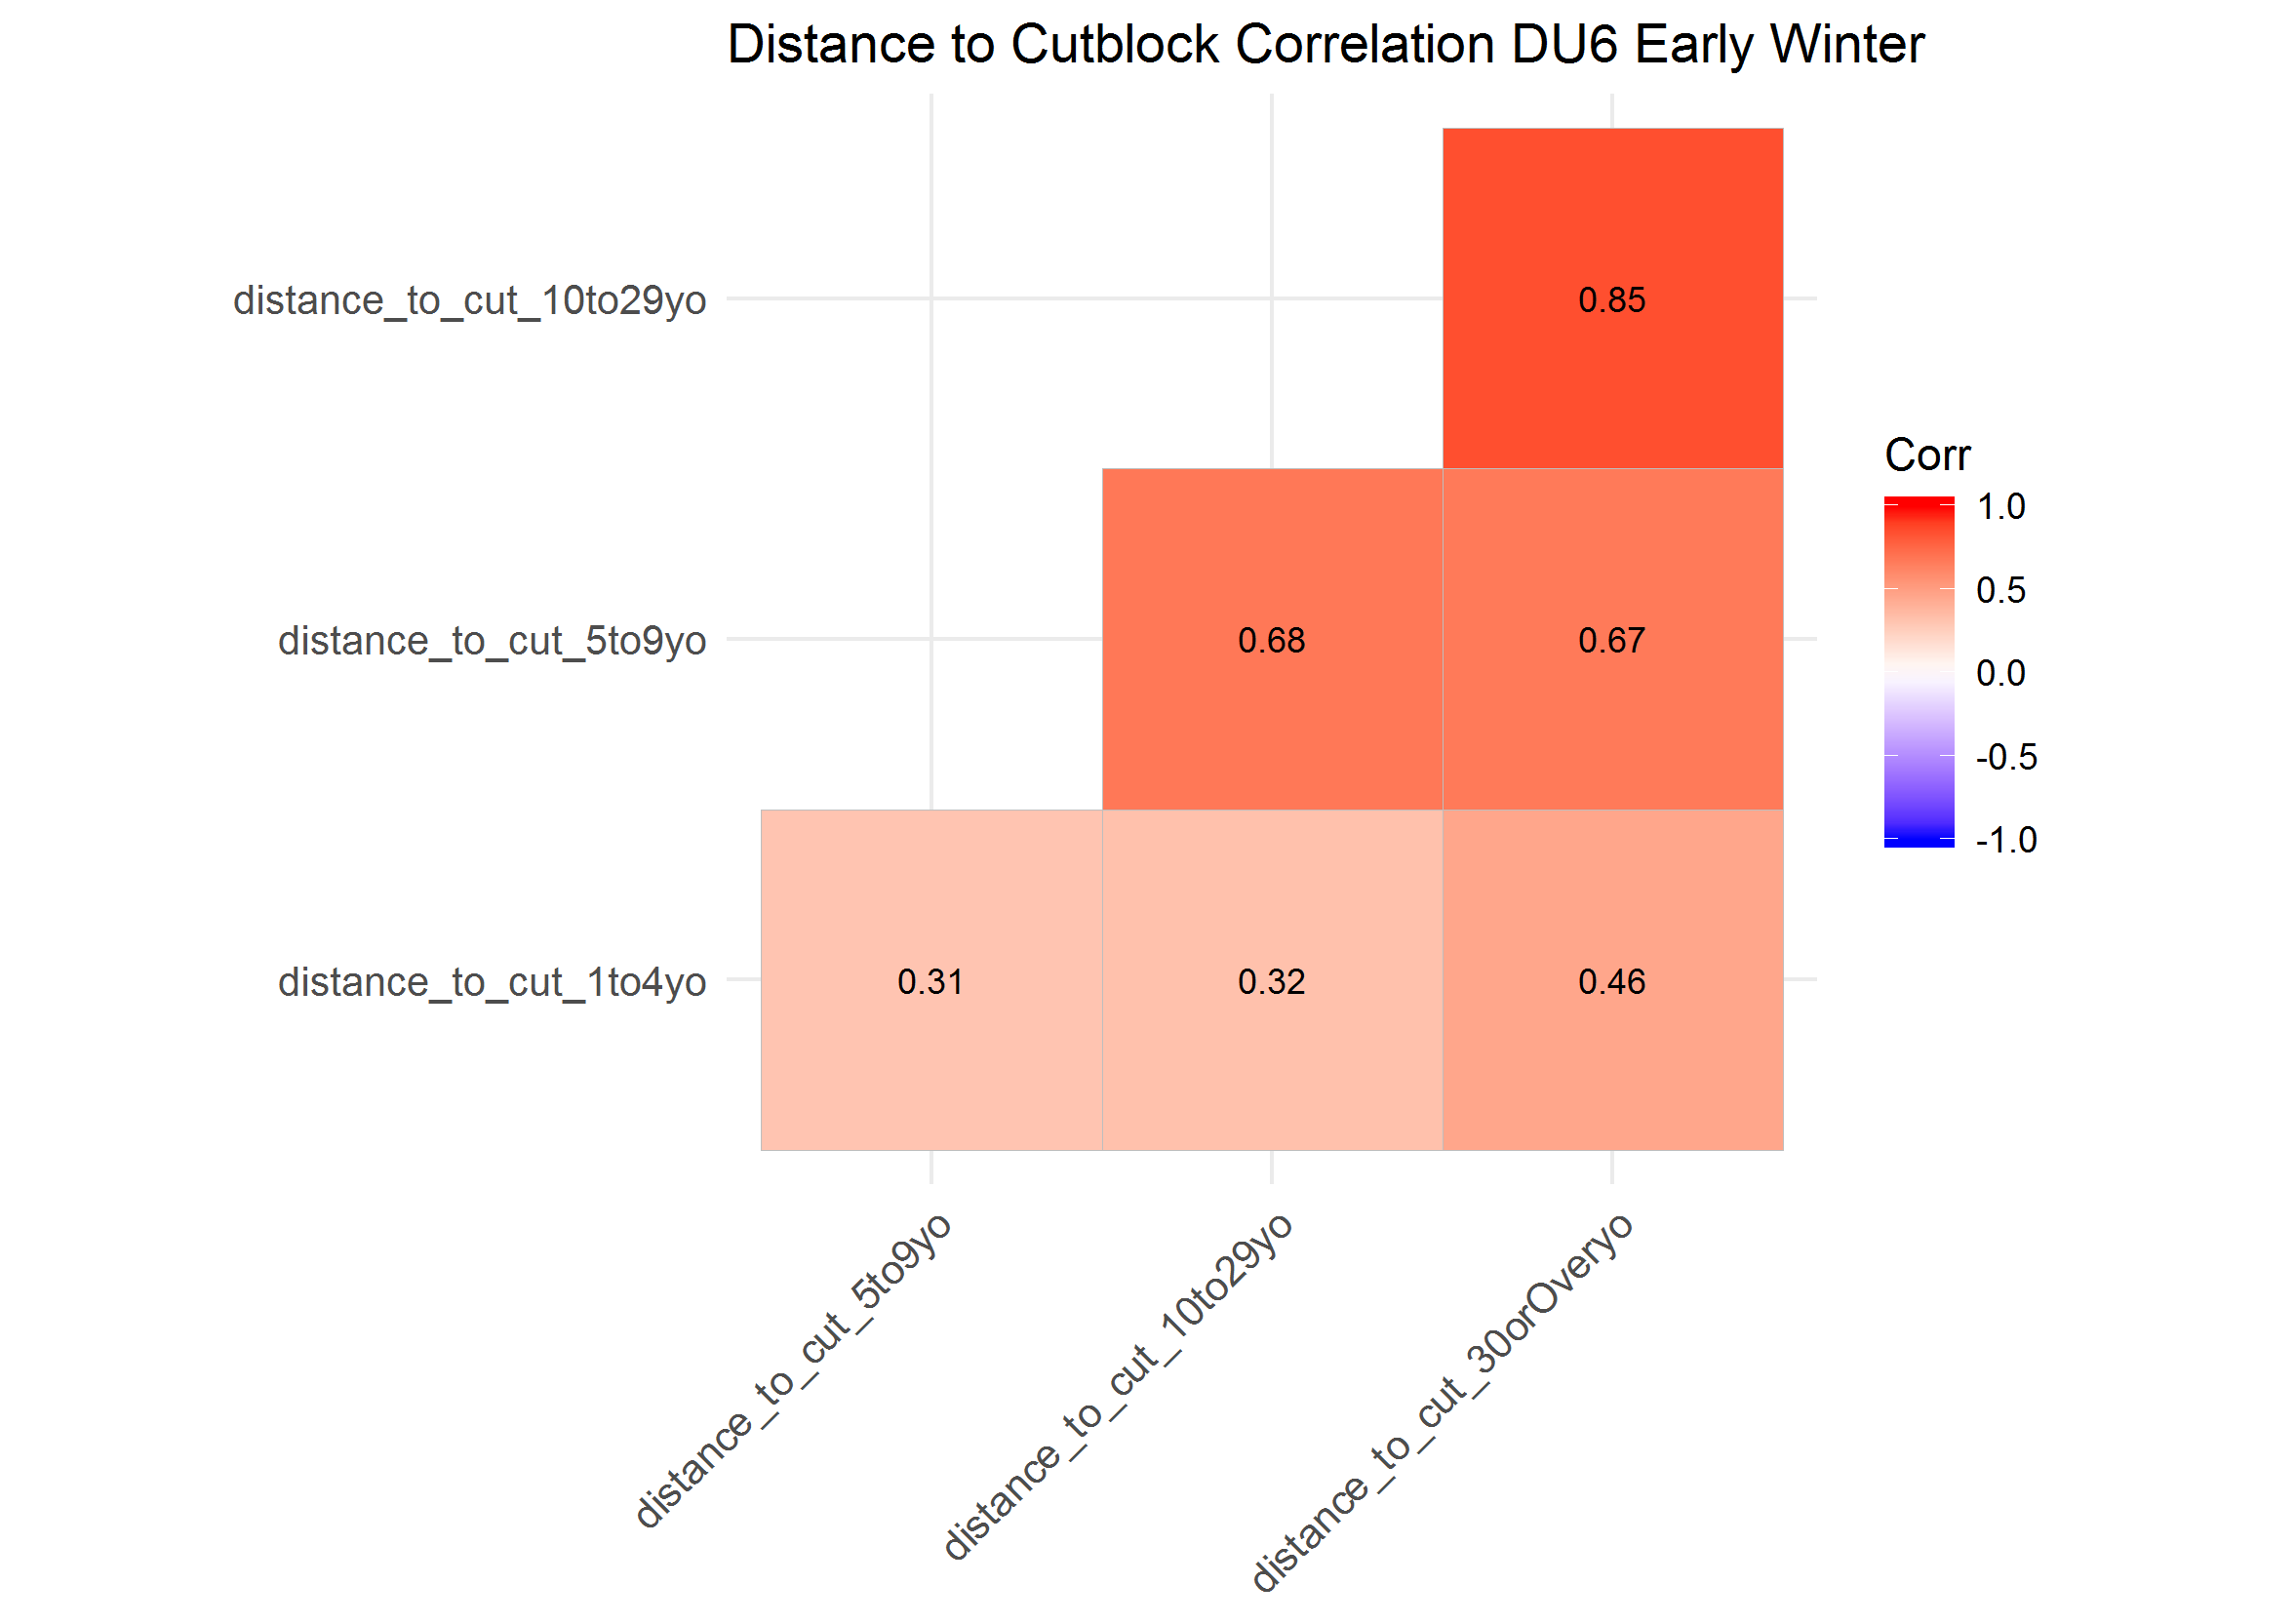 Distance to Cutblock Correlation DU6 Early Winter
distance_to_cut_10to29yo
0.85
distance_to_cut_5to9yo
0.68
0.67
distance_to_cut_1to4yo
0.31
0.32
0.46
distance_to_cut_5to9yo
distance_to_cut_10to29yo
distance_to_cut_30orOveryo
Corr
1.0
0.5
0.0
-0.5
-1.0